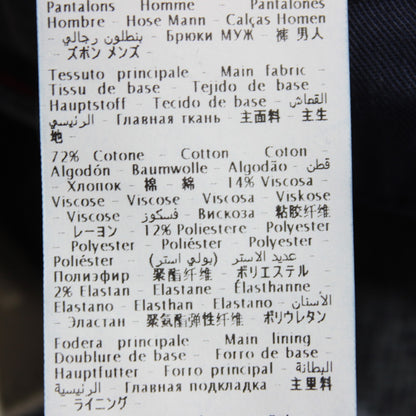 Pantalons Homme - Pantalones
Hombre - Hose Mann - Calças Homen
- بنطلون رجالي - Брюки МУЖ - 裤 男人
- ズボン メンズ -
Tessuto principale - Main fabric -
Tissu de base - Tejido de base -
Hauptstoff - Tecido de base - القماش
الرئيسي - Главная ткань - 主面料 - 主生
地
72% Cotone - Cotton - Coton -
Algodón - Baumwolle - Algodão - قطن
- Хлопок - 棉 - 綿 - 14% Viscosa -
Viscose - Viscose - Viscosa - Viskose
- Viscose - فسكوز - Вискоза - 粘胶纤维
- レーヨン - 12% Poliestere - Polyester
- Polyester - Poliéster - Polyester -
Poliéster - عديد الاستر (بولي استر) -
Полиэфир - 聚酯纤维 - ポリエステル
2% Elastan - Elastane - Élasthanne -
Elastano - Elasthan - Elastano - الأستان
- Эластан - 聚氨酯弹性纤维 - ポリウレタン
Fodera principale - Main lining -
Doublure de base - Forro de base -
Hauptfutter - Forro principal - البطانة
الرئيسية - Главная подкладка - 主里料
- ライニング -